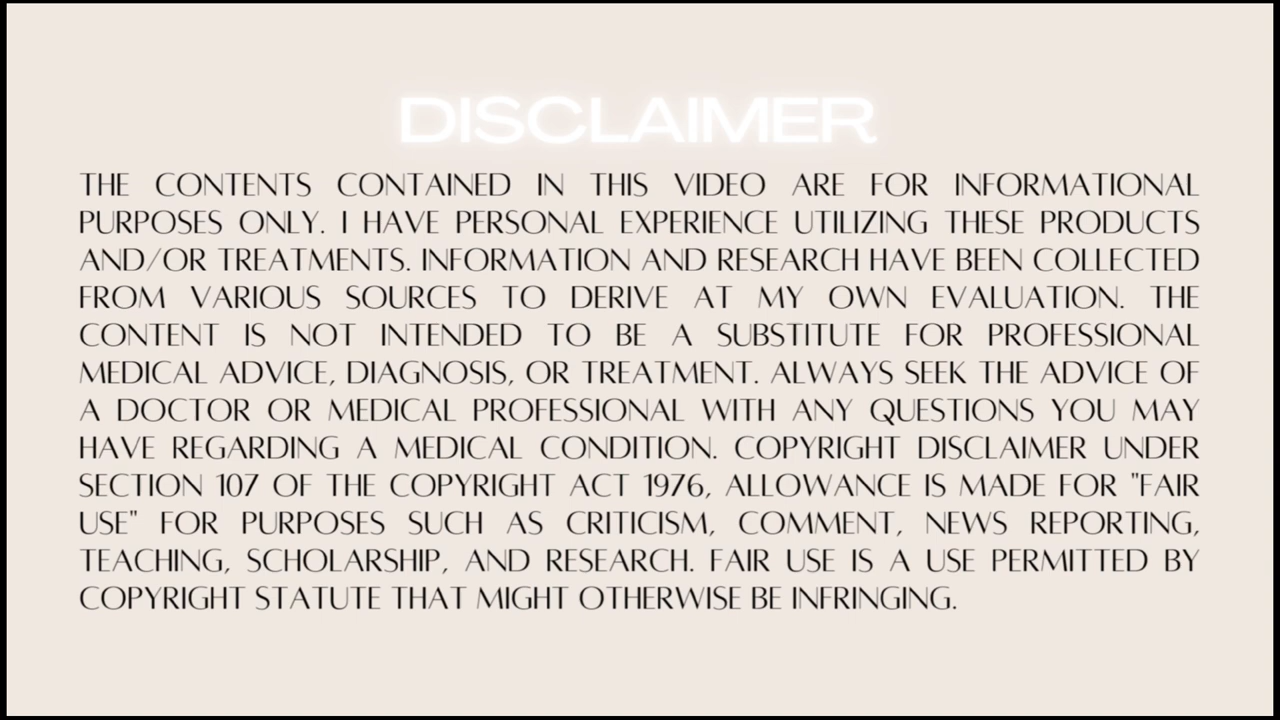 DISCLAIMER
THE CONTENTS CONTAINED IN THIS VIDEO ARE FOR INFORMATIONAL
PURPOSES ONLY. I HAVE PERSONAL EXPERIENCE UTILIZING THESE PRODUCTS
AND/OR TREATMENTS. INFORMATION AND RESEARCH HAVE BEEN COLLECTED
FROM VARIOUS SOURCES TO DERIVE AT MY OWN EVALUATION. THE
CONTENT IS NOT INTENDED TO BE A SUBSTITUTE FOR PROFESSIONAL
MEDICAL ADVICE, DIAGNOSIS, OR TREATMENT. ALWAYS SEEK THE ADVICE OF
A DOCTOR OR MEDICAL PROFESSIONAL WITH ANY QUESTIONS YOU MAY
HAVE REGARDING A MEDICAL CONDITION. COPYRIGHT DISCLAIMER UNDER
SECTION 107 OF THE COPYRIGHT ACT 1976, ALLOWANCE IS MADE FOR "FAIR
USE" FOR PURPOSES SUCH AS CRITICISM, COMMENT, NEWS REPORTING,
TEACHING, SCHOLARSHIP, AND RESEARCH. FAIR USE IS A USE PERMITTED BY
COPYRIGHT STATUTE THAT MIGHT OTHERWISE BE INFRINGING.